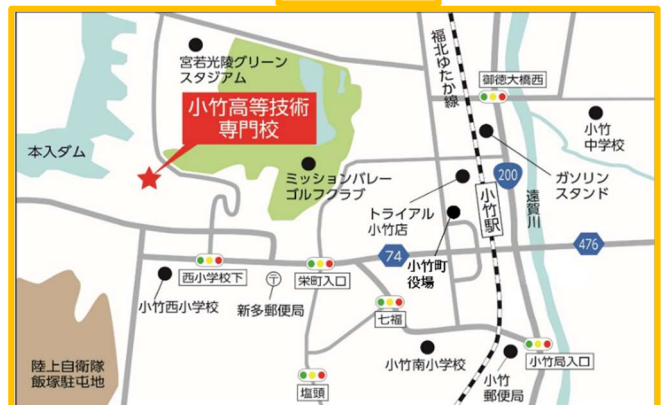 宮若光陵グリーン
スタジアム
小竹高等技術
専門校
本入ダム
ミッションバレー
ゴルフクラブ
福北ゆたか線
御徳大橋西
小竹
中学校
ガソリン
スタンド
200
トライアル
小竹店
小竹駅
遠賀川
小竹町
役場
74
476
西小学校下
栄町入口
小竹西小学校
新多郵便局
七福
小竹南小学校
小竹局入口
小竹
郵便局
塩頭
陸上自衛隊
飯塚駐屯地